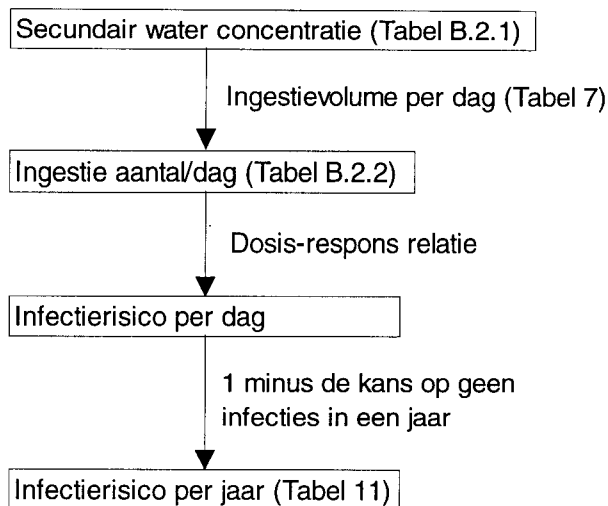 Secundair water concentratie (Tabel B.2.1)
Ingestievolume per dag (Tabel 7)
Ingestie aantal/dag (Tabel B.2.2)
Dosis-respons relatie
Infectierisico per dag
1 minus de kans op geen
infecties in een jaar
Infectierisico per jaar (Tabel 11)